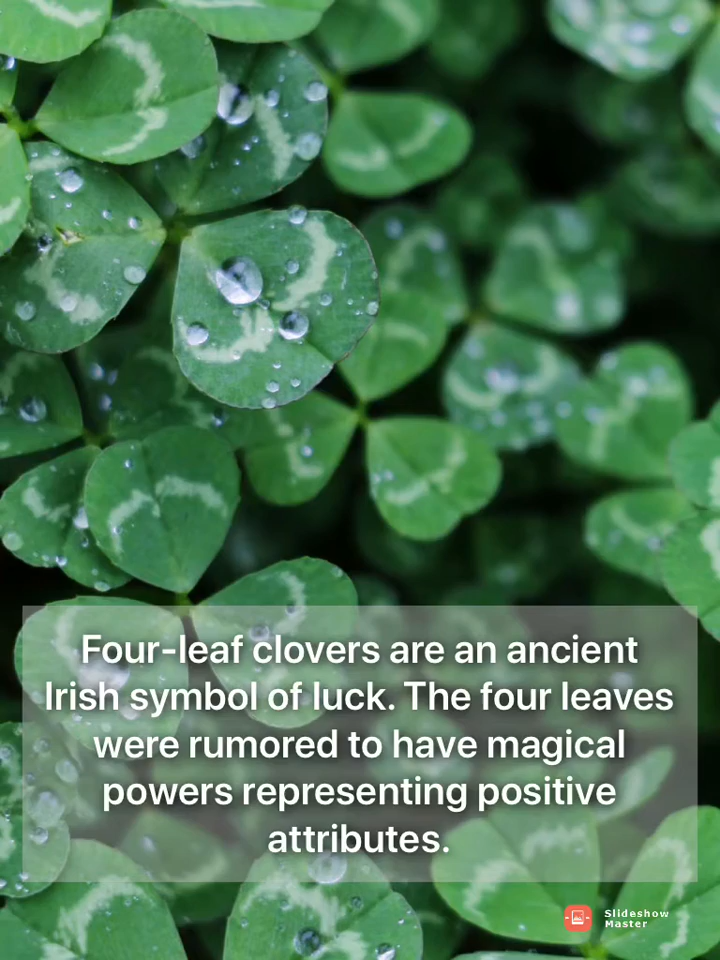 Four-leaf clovers are an ancient
Irish symbol of luck. The four leaves
were rumored to have magical
powers representing positive
attributes.
Slideshow
Master